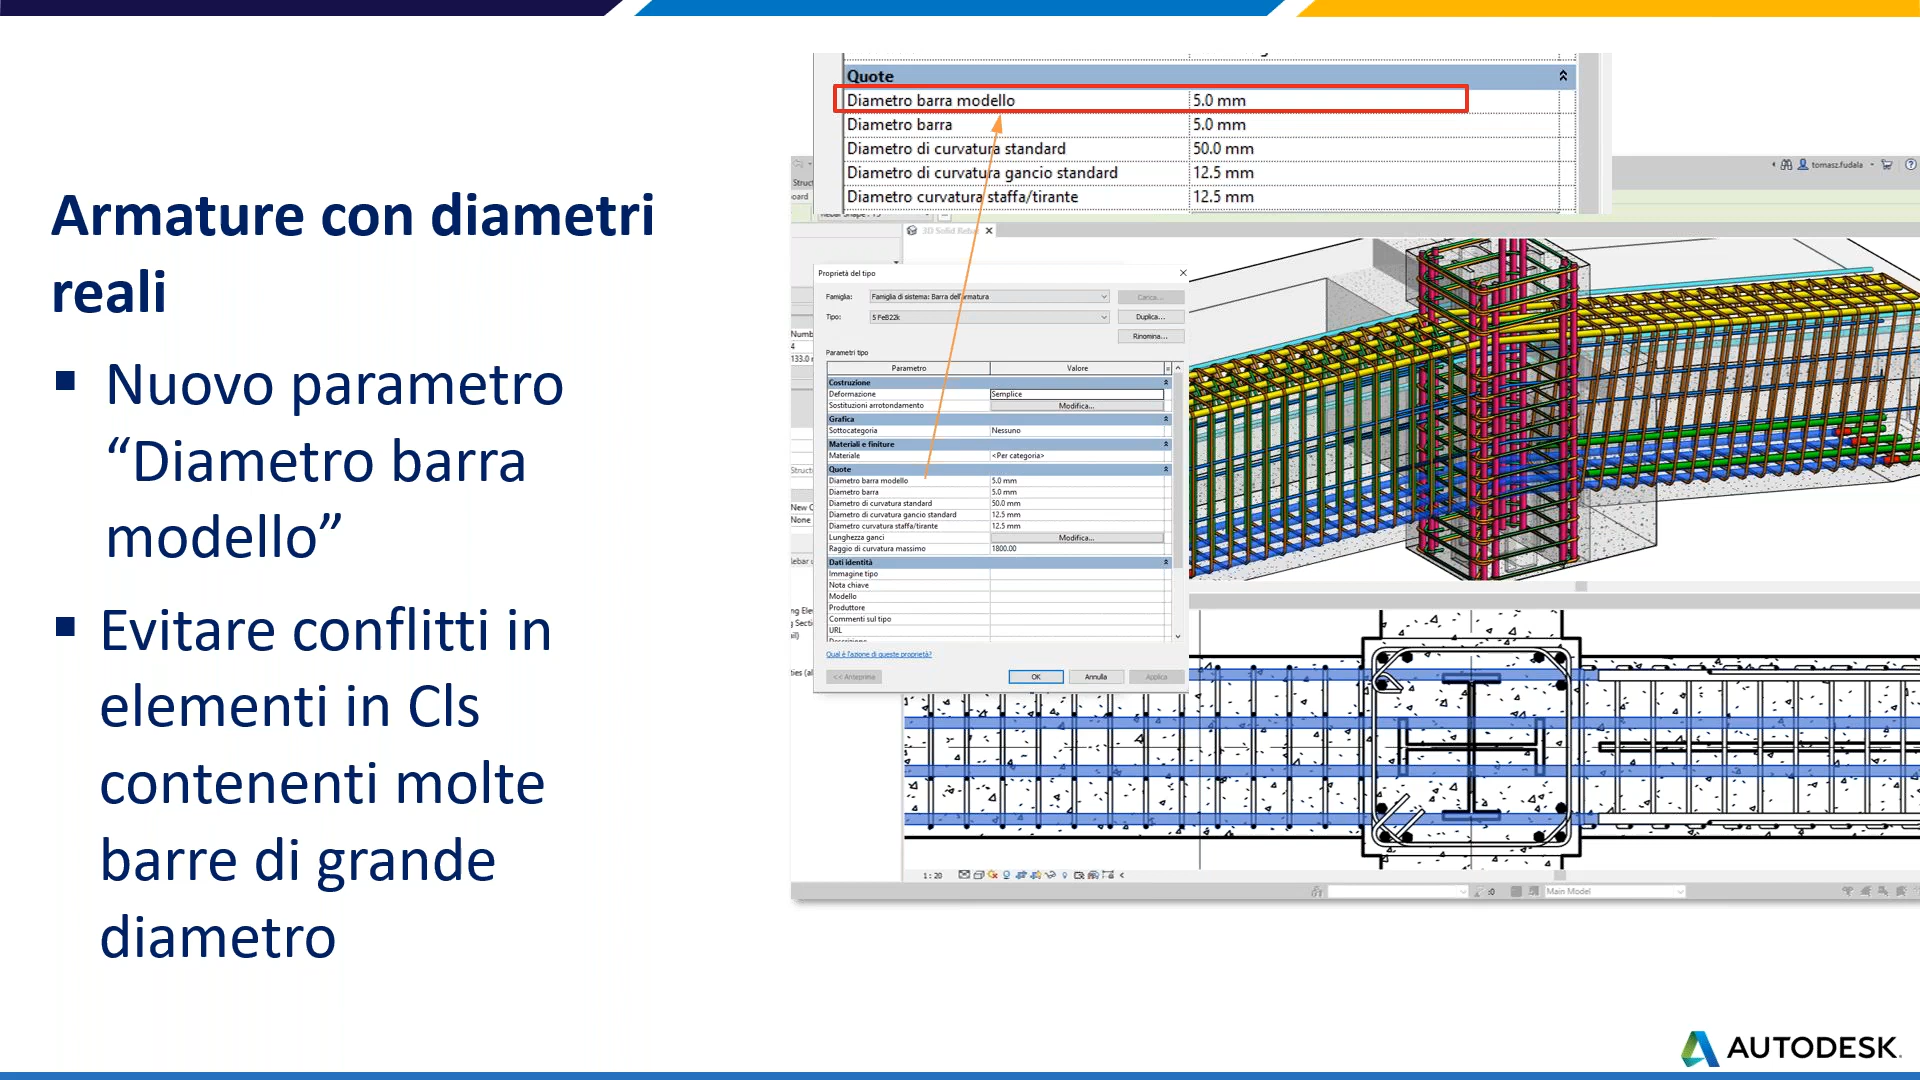 Armature con diametri
reali
Nuovo parametro
“Diametro barra
modello”
Evitare conflitti in
elementi in Cls
contenenti molte
barre di grande
diametro
Quote
Diametro barra modello 5.0 mm
Diametro barra 5.0 mm
Diametro di curvatura standard 50.0 mm
Diametro di curvatura gancio standard 12.5 mm
Diametro curvatura staffa/tirante 12.5 mm
tomasz.fudala
3D Solid Reba
Proprietà del tipo
Famiglia: Famiglia di sistema: Barra dell'armatura Carica...
Tipo: 5 FeB22k Duplica...
Rinomina...
Parametri tipo
Parametro Valore
Costruzione
Deformazione Semplice
Sostituzioni arrotondamento Modifica...
Grafica
Sottocategoria Nessuno
Materiali e finiture
Materiale <Per categoria>
Quote
Diametro barra modello 5.0 mm
Diametro barra 5.0 mm
Diametro di curvatura standard 50.0 mm
Diametro di curvatura gancio standard 12.5 mm
Diametro curvatura staffa/tirante 12.5 mm
Lunghezza ganci Modifica...
Raggio di curvatura massimo 1800.00
Dati identità
Immagine tipo
Nota chiave
Modello
Produttore
Commenti sul tipo
URL
Descrizione
Qual è l'azione di queste proprietà?
<< Anteprima OK Annulla Applica
1 : 20
:0 Main Model
AUTODESK.